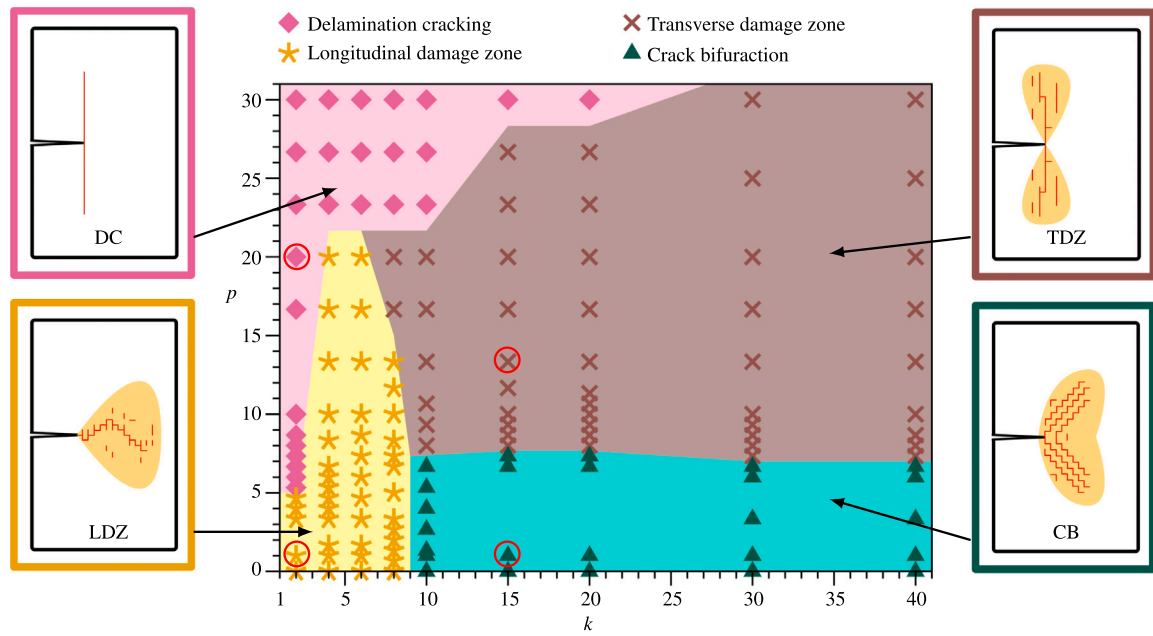 Delamination cracking
Transverse damage zone
Longitudinal damage zone
Crack bifuraction
DC
LDZ
30
25
20
p
15
10
5
0
1 5 10 15 20 25 30 35 40
k
TDZ
CB